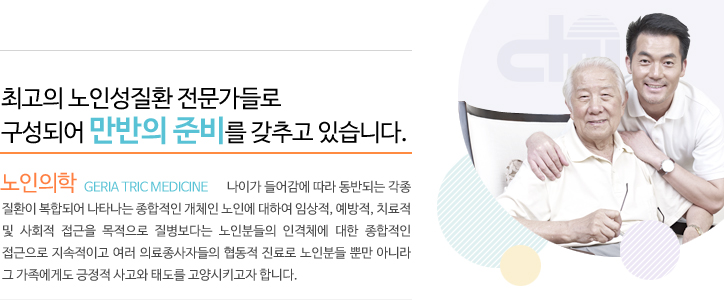 최고의 노인성질환 전문가들로
구성되어 만반의 준비를 갖추고 있습니다.
노인의학 GERIA TRIC MEDICINE 나이가 들어감에 따라 동반되는 각종
질환이 복합되어 나타나는 종합적인 개체인 노인에 대하여 임상적, 예방적, 치료적
및 사회적 접근을 목적으로 질병보다는 노인분들의 인격체에 대한 종합적인
접근으로 지속적이고 여러 의료종사자들의 협동적 진료로 노인분들 뿐만 아니라
그 가족에게도 긍정적 사고와 태도를 고양시키고자 합니다.